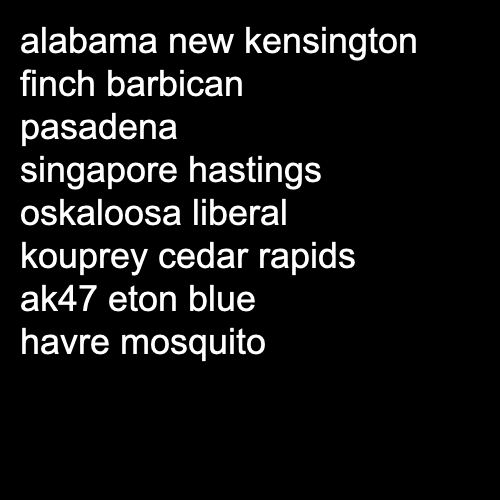 alabama new kensington
finch barbican
pasadena
singapore hastings
oskaloosa liberal
kouprey cedar rapids
ak47 eton blue
havre mosquito